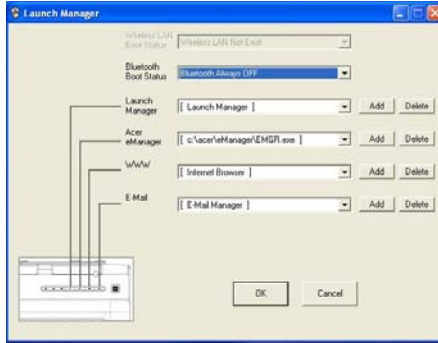 Launch Manager
Wireless LAN
Boot Status
Wireless LAN Not Exist
Bluetooth
Boot Status
Bluetooth Always OFF
Launch
Manager
[ Launch Manager ]
Add
Delete
Acer
eManager
[ c:\acer\eManager\EMGR.exe ]
Add
Delete
WWW
[ Internet Browser ]
Add
Delete
E-Mail
[ E-Mail Manager ]
Add
Delete
OK
Cancel